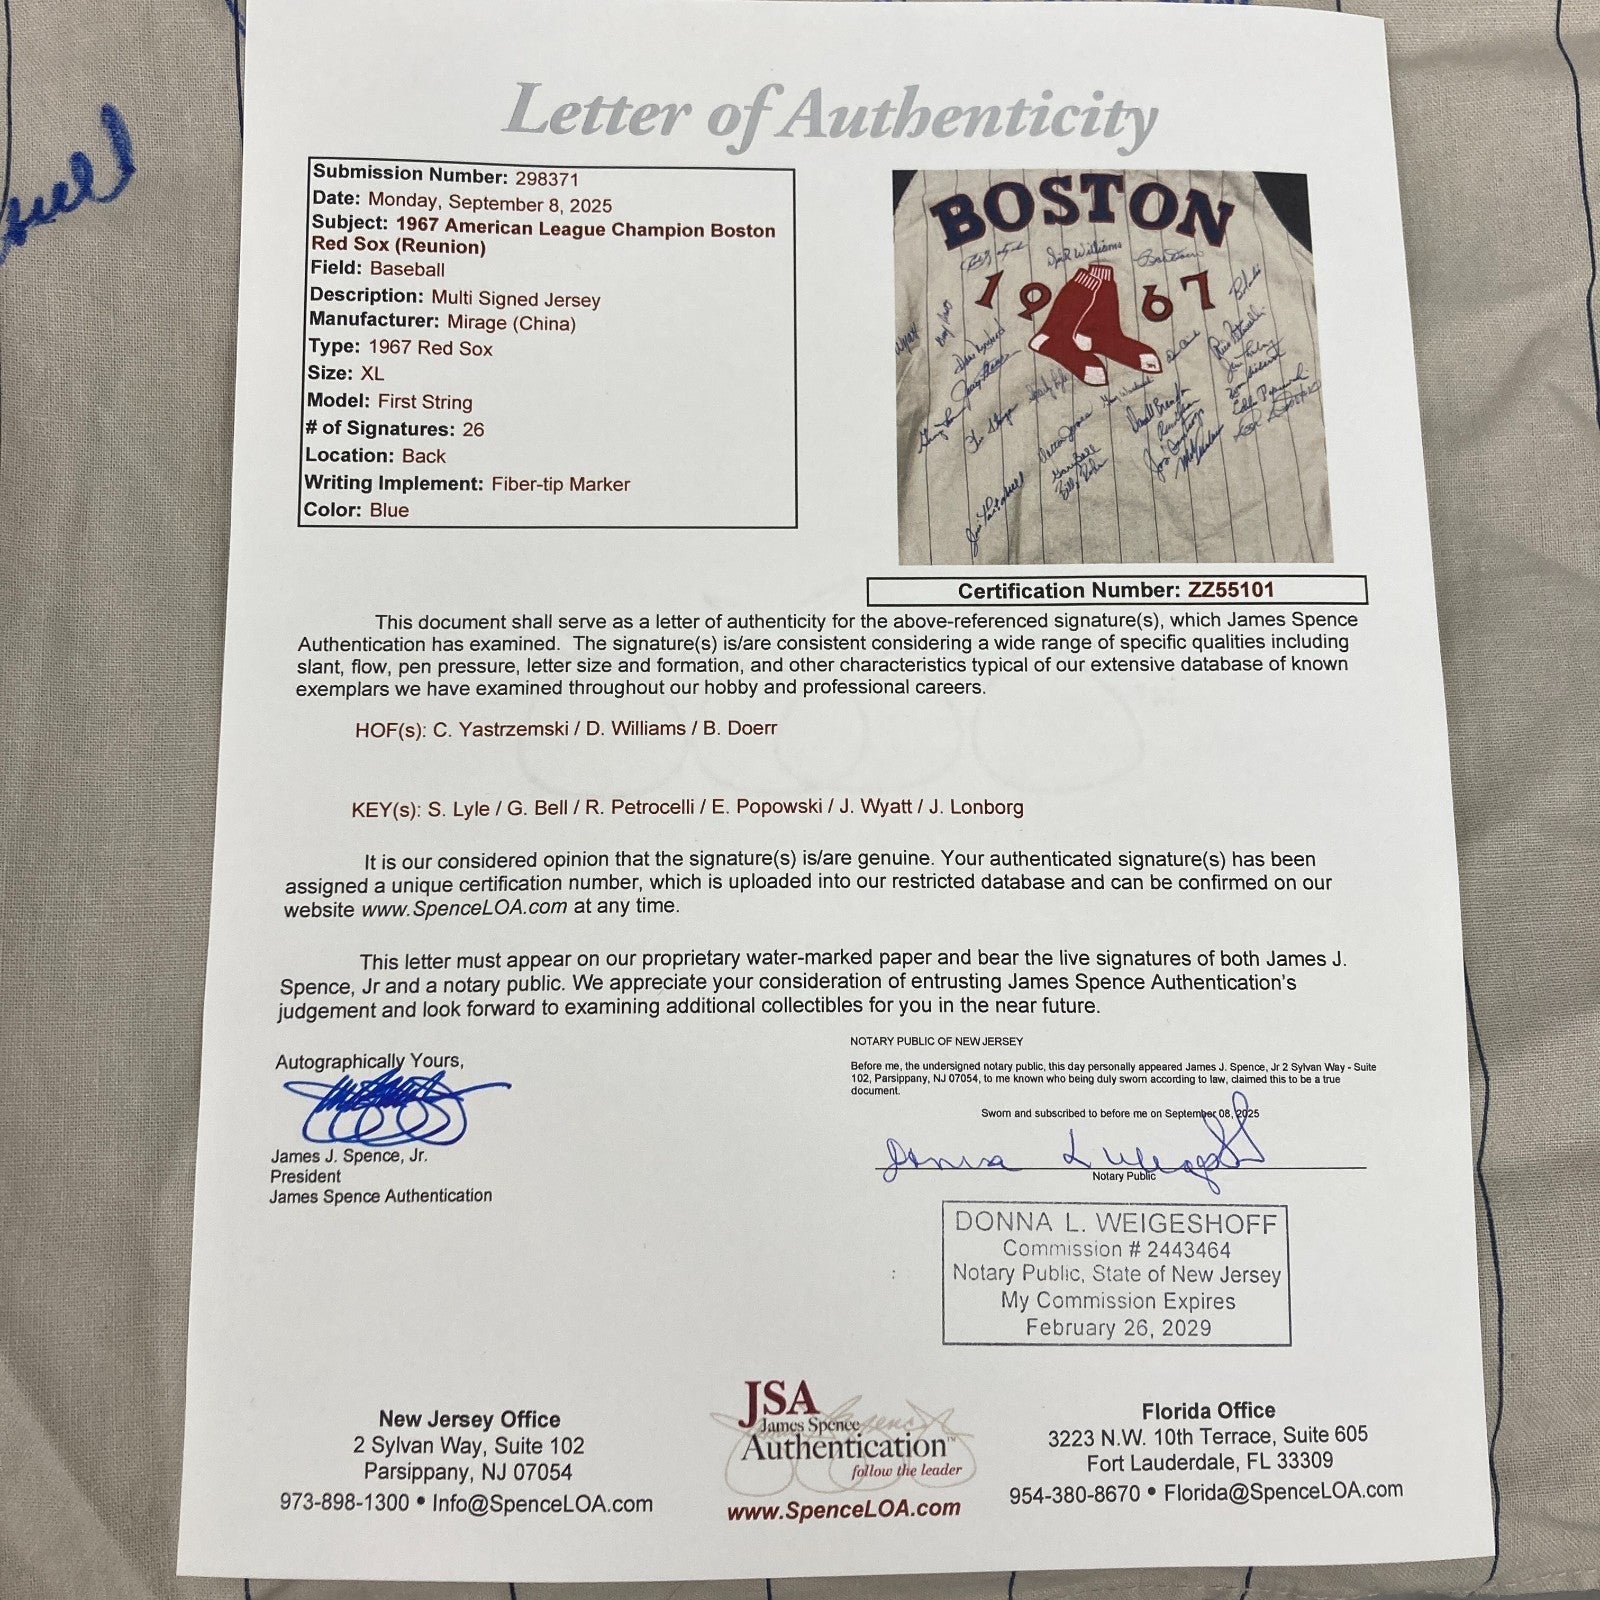 Letter of Authenticity
Submission Number: 298371
Date: Monday, September 8, 2025
Subject: 1967 American League Champion Boston
Red Sox (Reunion)
Field: Baseball
Description: Multi Signed Jersey
Manufacturer: Mirage (China)
Type: 1967 Red Sox
Size: XL
Model: First String
# of Signatures: 26
Location: Back
Writing Implement: Fiber-tip Marker
Color: Blue
BOSTON
Dick Williams
1967
Certification Number: ZZ55101
This document shall serve as a letter of authenticity for the above-referenced signature(s), which James Spence
Authentication has examined. The signature(s) is/are consistent considering a wide range of specific qualities including
slant, flow, pen pressure, letter size and formation, and other characteristics typical of our extensive database of known
exemplars we have examined throughout our hobby and professional careers.
HOF(s): C. Yastrzemski / D. Williams / B. Doerr
KEY(s): S. Lyle / G. Bell / R. Petrocelli / E. Popowski / J. Wyatt / J. Lonborg
It is our considered opinion that the signature(s) is/are genuine. Your authenticated signature(s) has been
assigned a unique certification number, which is uploaded into our restricted database and can be confirmed on our
website www.SpenceLOA.com at any time.
This letter must appear on our proprietary water-marked paper and bear the live signatures of both James J.
Spence, Jr and a notary public. We appreciate your consideration of entrusting James Spence Authentication's
judgement and look forward to examining additional collectibles for you in the near future.
Autographically Yours,
James J. Spence, Jr.
President
James Spence Authentication
NOTARY PUBLIC OF NEW JERSEY
Before me, the undersigned notary public, this day personally appeared James J. Spence, Jr 2 Sylvan Way - Suite
102, Parsippany, NJ 07054, to me known who being duly sworn according to law, claimed this to be a true
document.
Sworn and subscribed to before me on September 08, 2025
Notary Public
DONNA L. WEIGESHOFF
Commission # 2443464
Notary Public, State of New Jersey
My Commission Expires
February 26, 2029
New Jersey Office
2 Sylvan Way, Suite 102
Parsippany, NJ 07054
973-898-1300 • Info@SpenceLOA.com
JSA
James Spence
Authentication™
follow the leader
www.SpenceLOA.com
Florida Office
3223 N.W. 10th Terrace, Suite 605
Fort Lauderdale, FL 33309
954-380-8670 • Florida@SpenceLOA.com